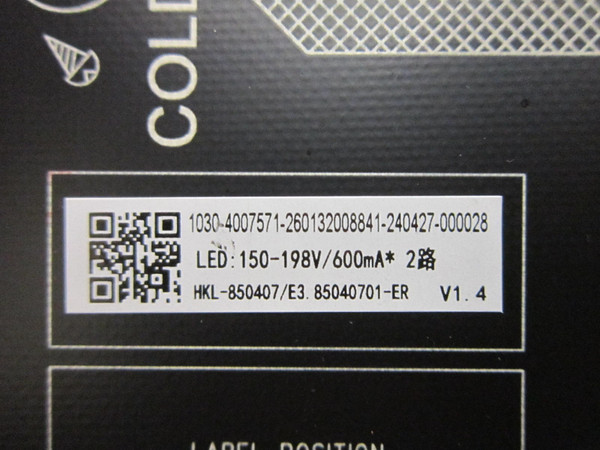 COLD
1030-4007571-260132008841-240427-000028
LED:150-198V/600mA* 2路
HKL-850407/E3.85040701-ER V1.4
LABEL POSITION